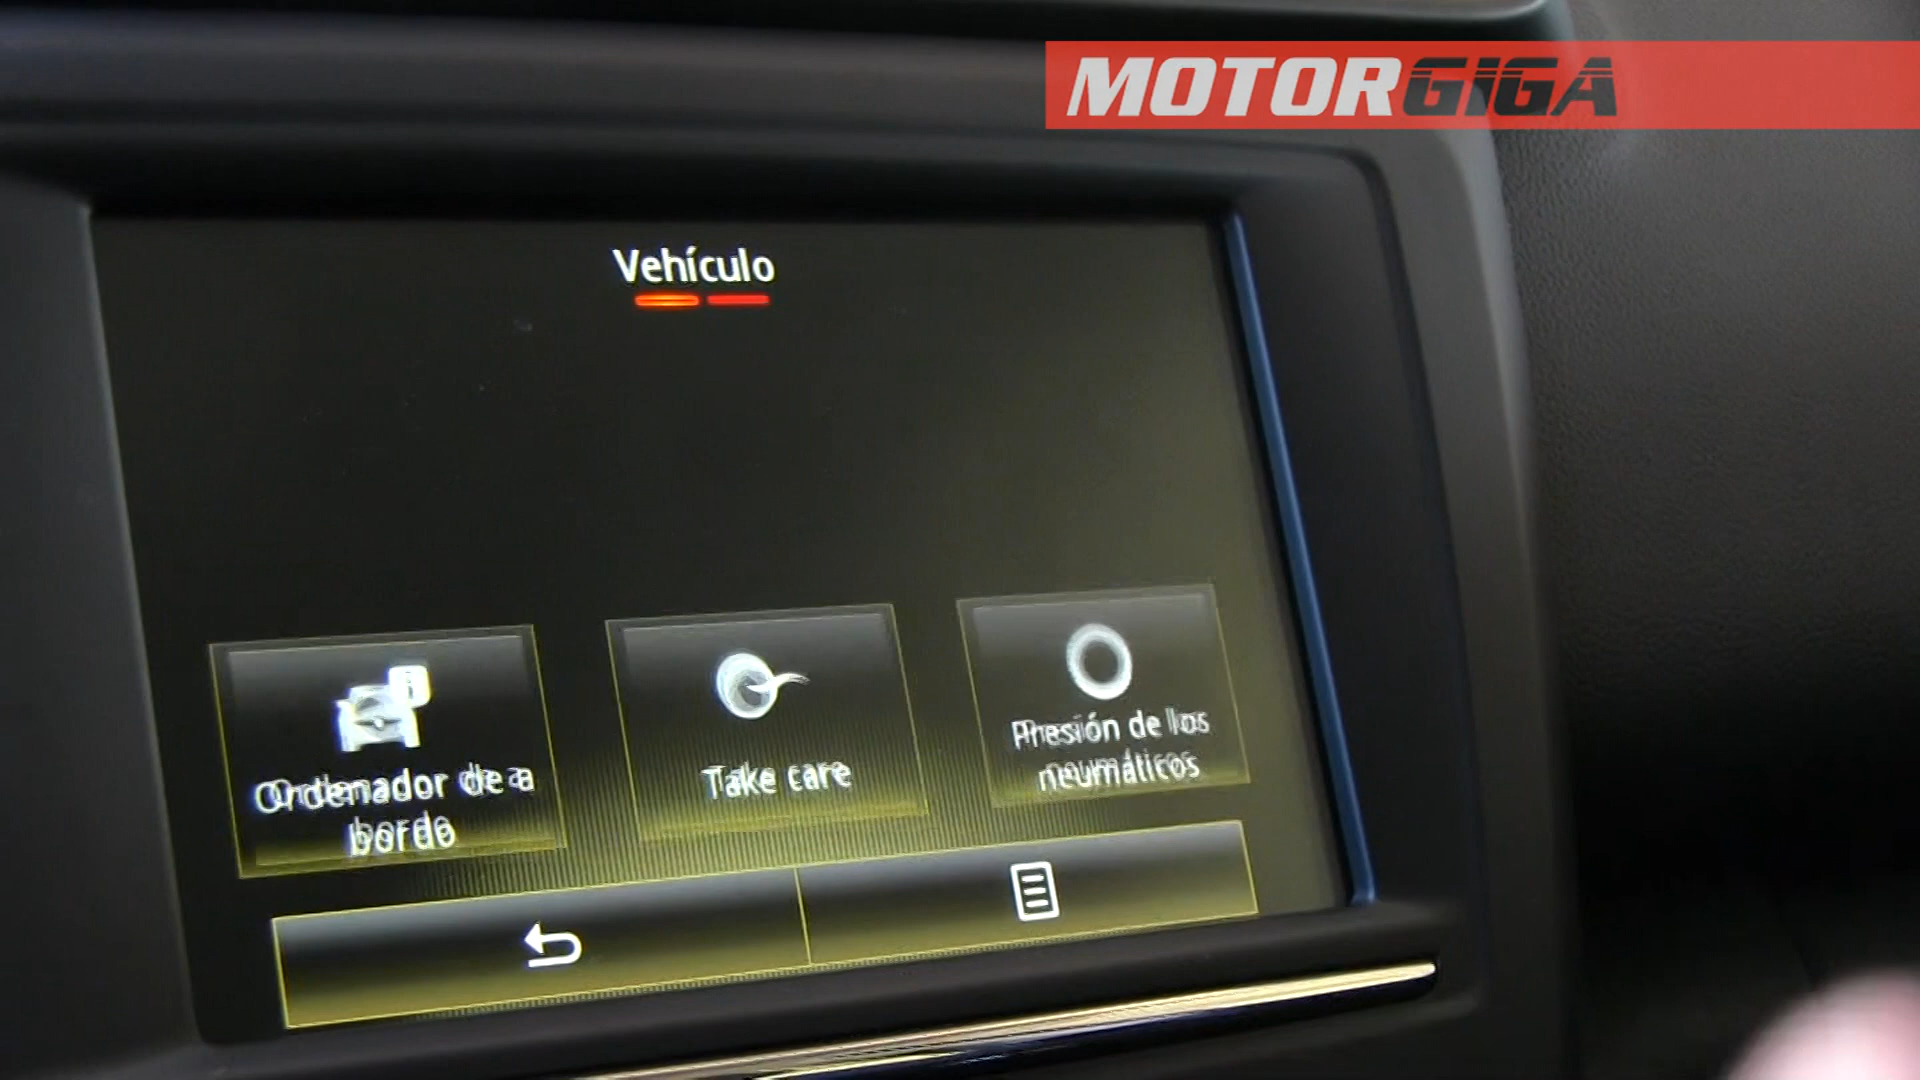 MOTORGIGA
Vehículo
Ordenador de a
bordo
Take care
Presión de los
neumáticos